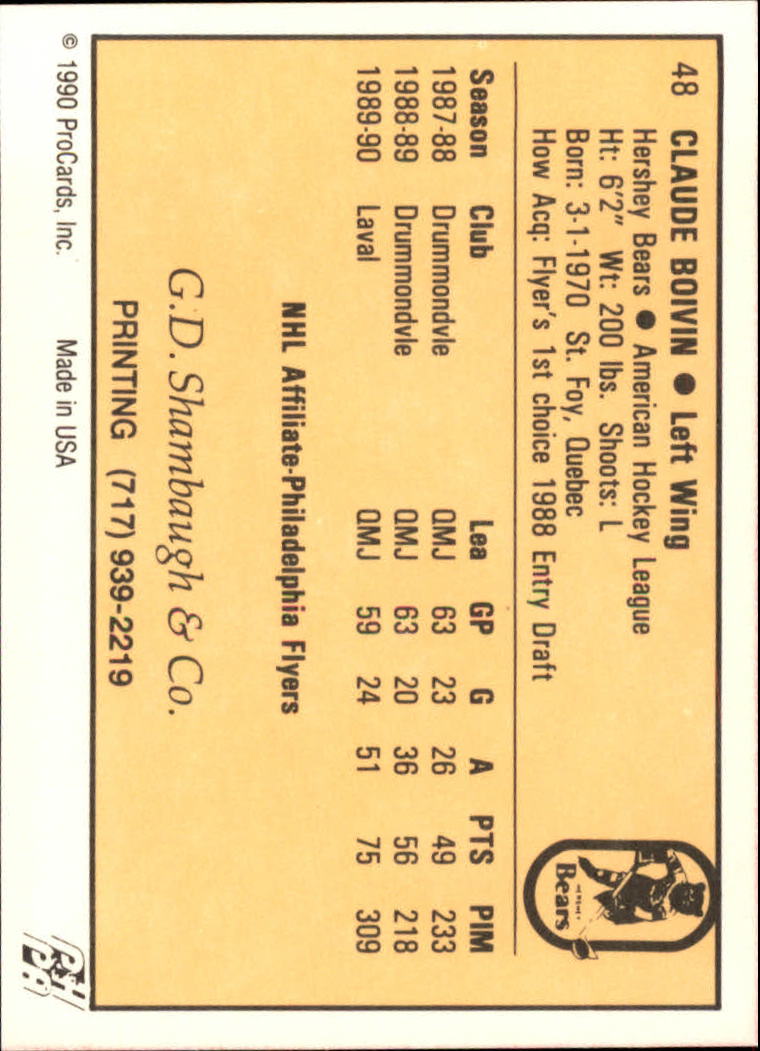 48 CLAUDE BOIVIN ● Left Wing
Hershey Bears ● American Hockey League
Ht: 6'2" Wt: 200 lbs. Shoots: L
Born: 3-1-1970 St. Foy, Quebec
How Acq: Flyer's 1st choice 1988 Entry Draft
Bears
Season Club Lea GP G A PTS PIM
1987-88 Drummondvle QMJ 63 23 26 49 233
1988-89 Drummondvle QMJ 63 20 36 56 218
1989-90 Laval QMJ 59 24 51 75 309
NHL Affiliate-Philadelphia Flyers
G.D. Shambaugh & Co.
PRINTING (717) 939-2219
© 1990 ProCards, Inc. Made in USA